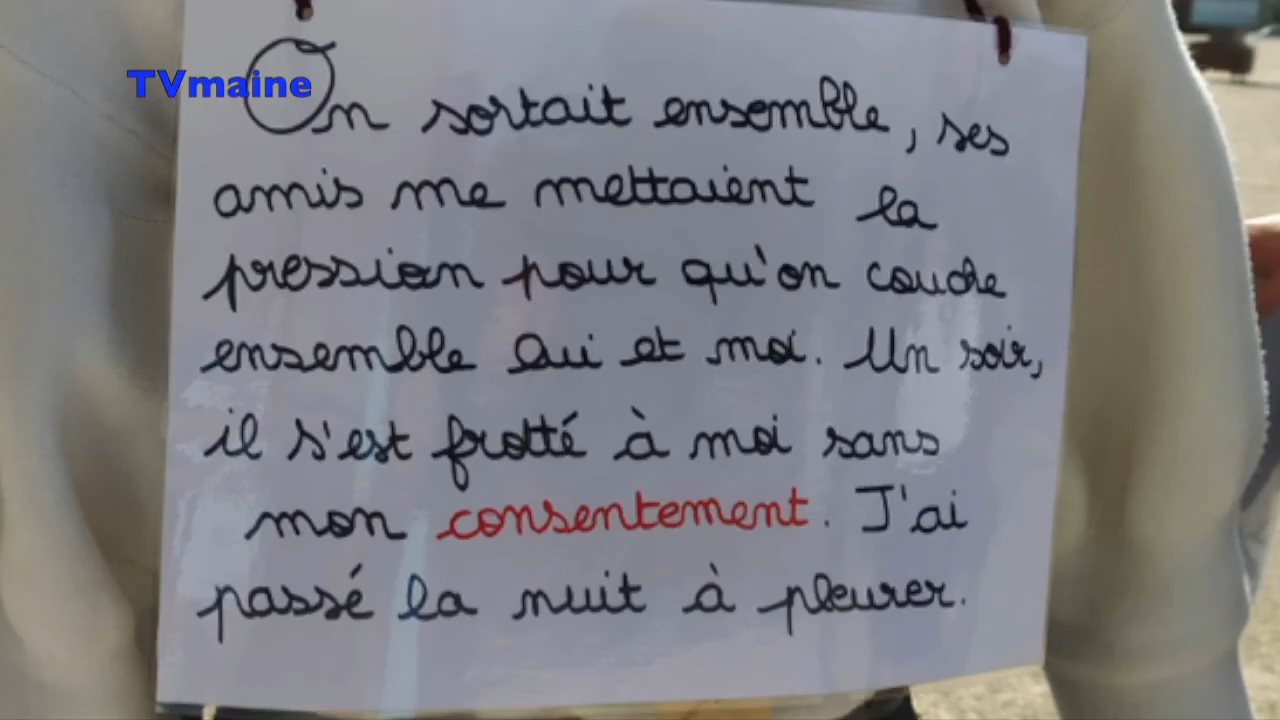 TVmaine
On sortait ensemble, ses
amis me mettaient la
pression pour qu'on couche
ensemble lui et moi. Un soir,
il s'est frotté à moi sans
mon consentement. J'ai
passé la nuit à pleurer.